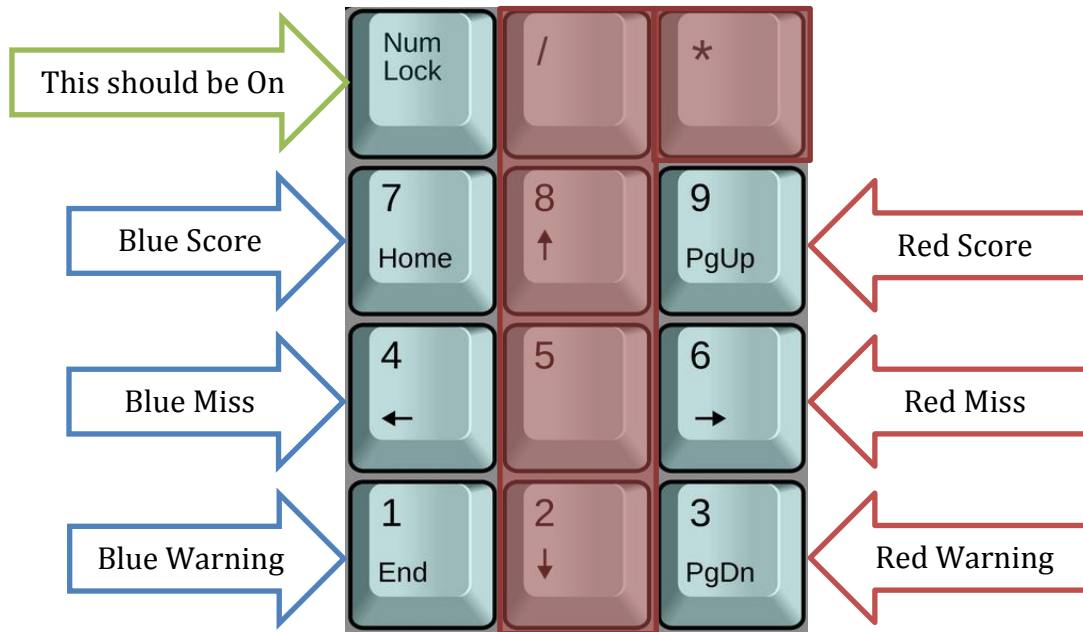 This should be On
Num
Lock
/
*
Blue Score
7
Home
8
↑
9
PgUp
Red Score
Blue Miss
4
←
5
6
→
Red Miss
Blue Warning
1
End
2
↓
3
PgDn
Red Warning